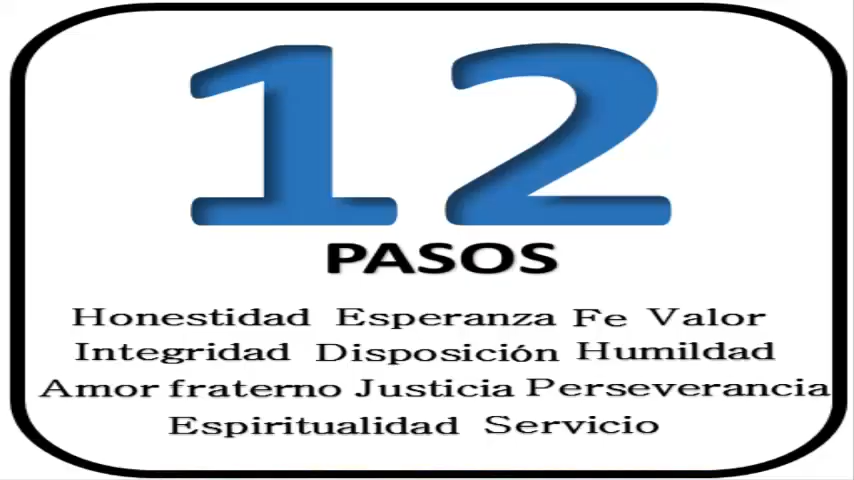 12
PASOS
Honestidad Esperanza Fe Valor
Integridad Disposición Humildad
Amor fraterno Justicia Perseverancia
Espiritualidad Servicio